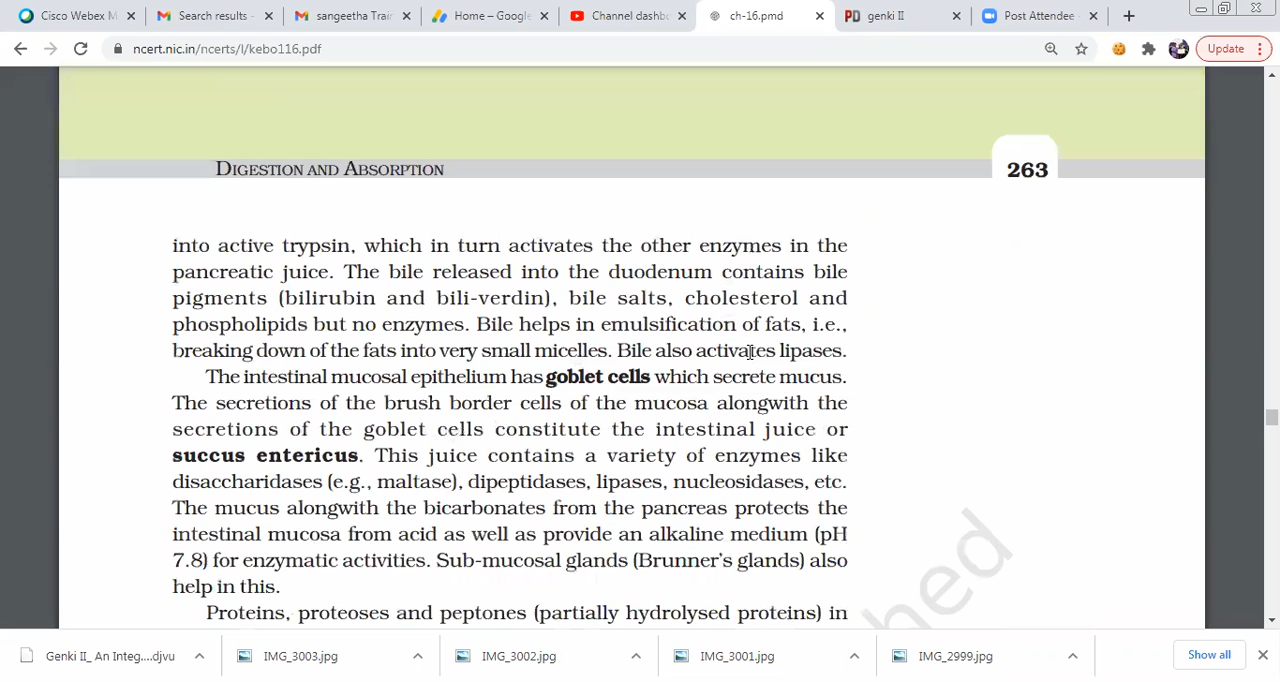 Cisco Webex M
Search results -
sangeetha Trai
Home – Google
Channel dashb
ch-16.pmd
genki II
Post Attendee
ncert.nic.in/ncerts/l/kebo116.pdf
Update
DIGESTION AND ABSORPTION
263
into active trypsin, which in turn activates the other enzymes in the
pancreatic juice. The bile released into the duodenum contains bile
pigments (bilirubin and bili-verdin), bile salts, cholesterol and
phospholipids but no enzymes. Bile helps in emulsification of fats, i.e.,
breaking down of the fats into very small micelles. Bile also activates lipases.
The intestinal mucosal epithelium has goblet cells which secrete mucus.
The secretions of the brush border cells of the mucosa alongwith the
secretions of the goblet cells constitute the intestinal juice or
succus entericus. This juice contains a variety of enzymes like
disaccharidases (e.g., maltase), dipeptidases, lipases, nucleosidases, etc.
The mucus alongwith the bicarbonates from the pancreas protects the
intestinal mucosa from acid as well as provide an alkaline medium (pH
7.8) for enzymatic activities. Sub-mucosal glands (Brunner's glands) also
help in this.
Proteins, proteoses and peptones (partially hydrolysed proteins) in
hed
Genki II_ An Integ....djvu
IMG_3003.jpg
IMG_3002.jpg
IMG_3001.jpg
IMG_2999.jpg
Show all